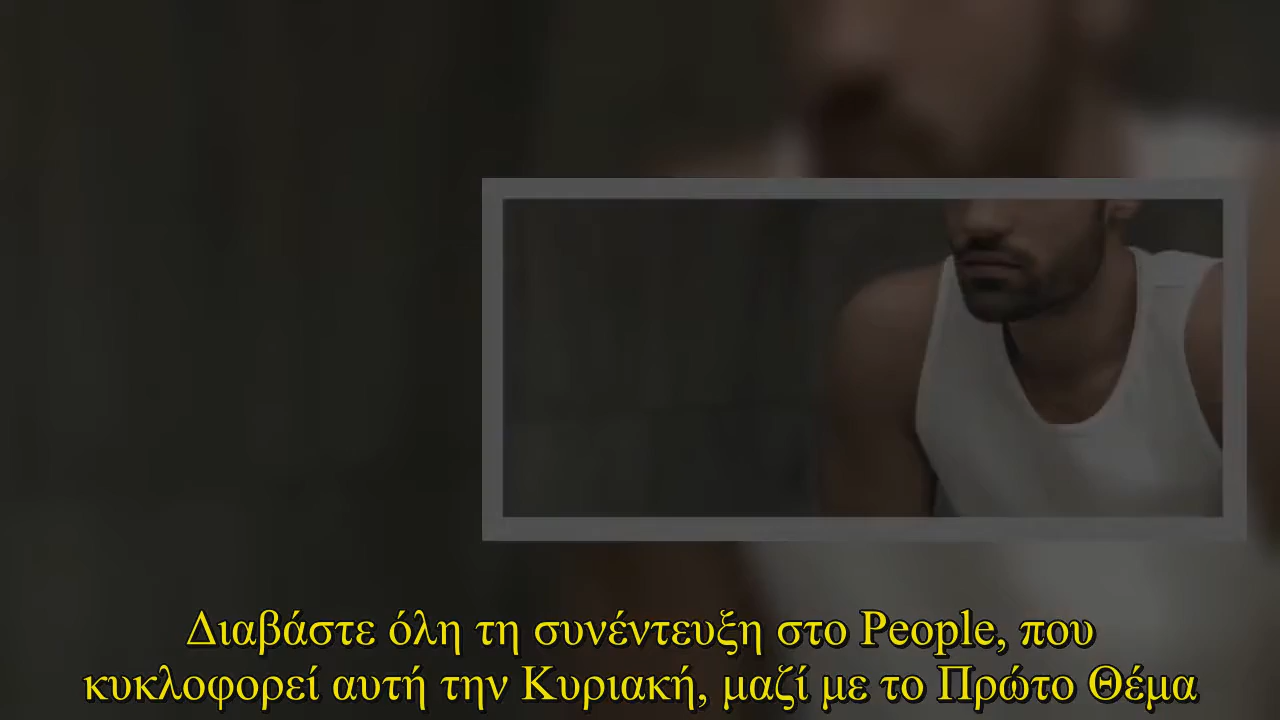 Διαβάστε όλη τη συνέντευξη στο People, που
κυκλοφορεί αυτή την Κυριακή, μαζί με το Πρώτο Θέμα